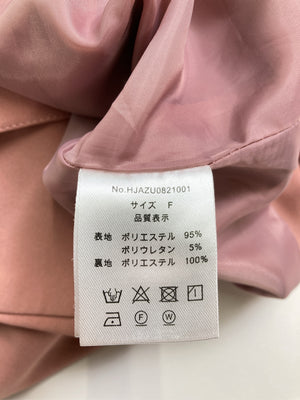 No.HJAZU0821001
サイズ F
品質表示
表地 ポリエステル 95%
ポリウレタン 5%
裏地 ポリエステル 100%
F W